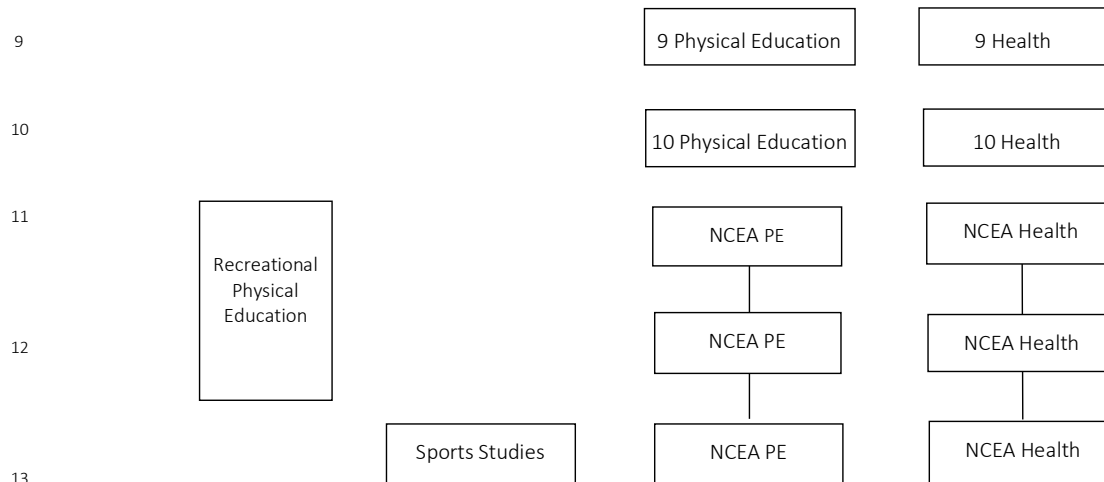 9
9 Physical Education
9 Health
10
10 Physical Education
10 Health
11
NCEA PE
NCEA Health
Recreational
Physical
Education
12
NCEA PE
NCEA Health
Sports Studies
NCEA PE
NCEA Health
13